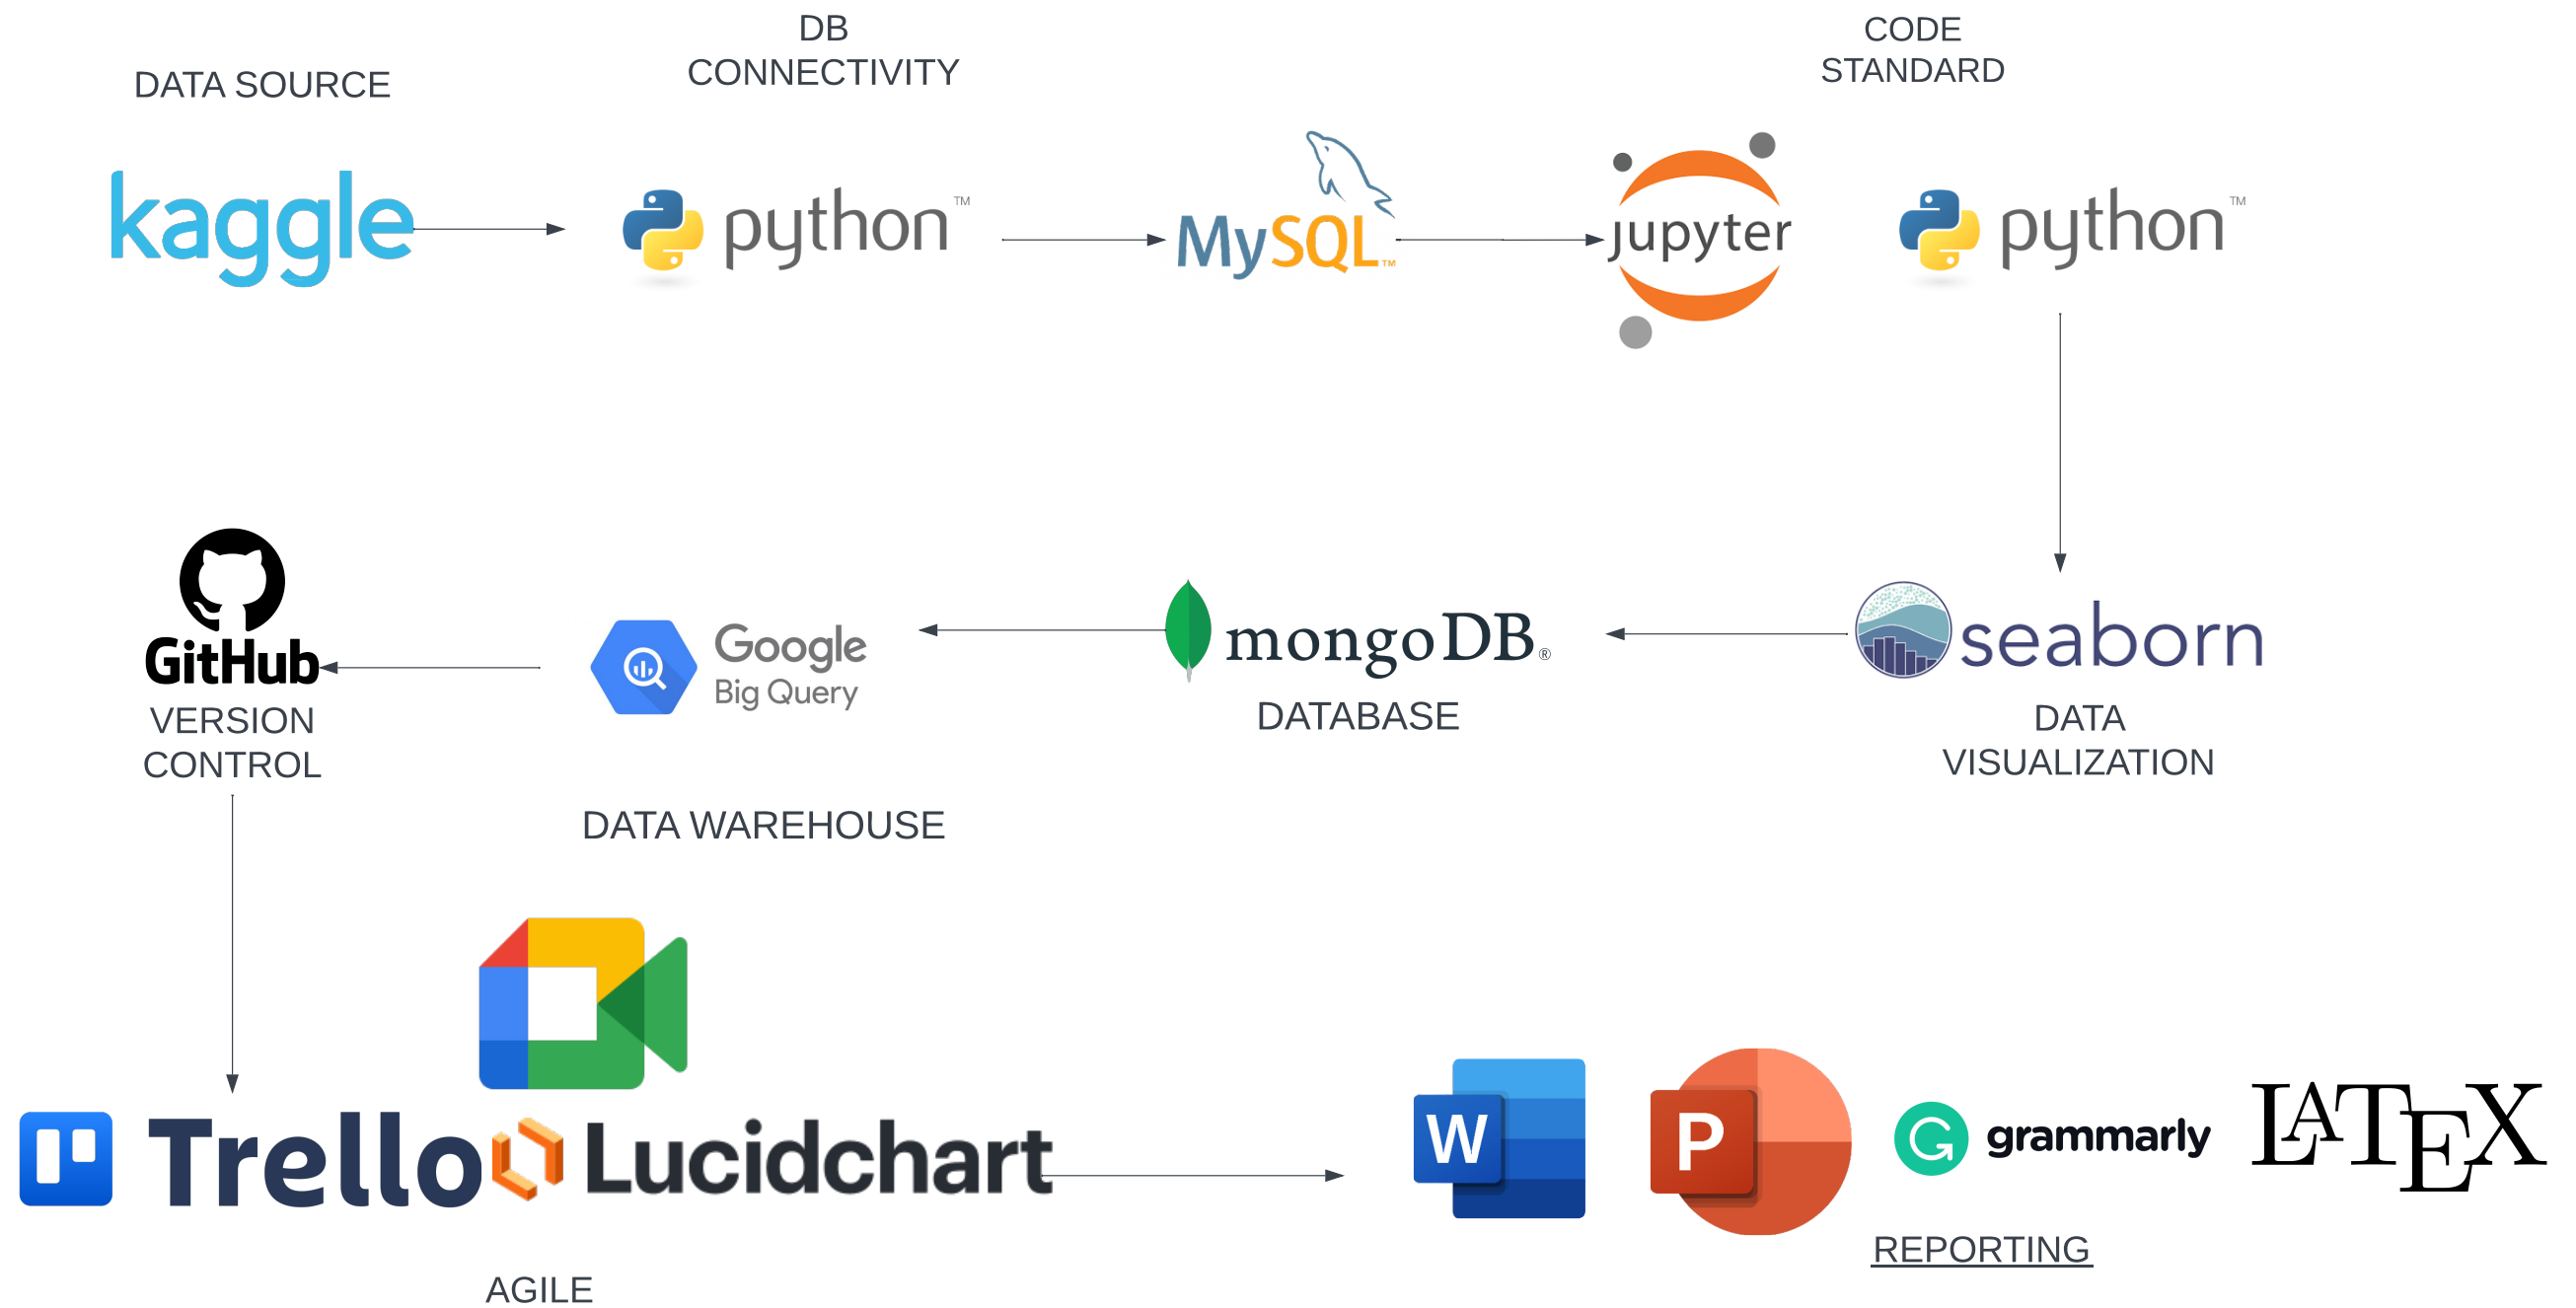 DB
CONNECTIVITY
CODE
STANDARD
DATA SOURCE
kaggle
python™
MySQL™
jupyter
python™
GitHub
VERSION
CONTROL
Google
Big Query
DATA WAREHOUSE
mongoDB®
DATABASE
seaborn
DATA
VISUALIZATION
Trello
Lucidchart
AGILE
W
P
grammarly
LATEX
REPORTING